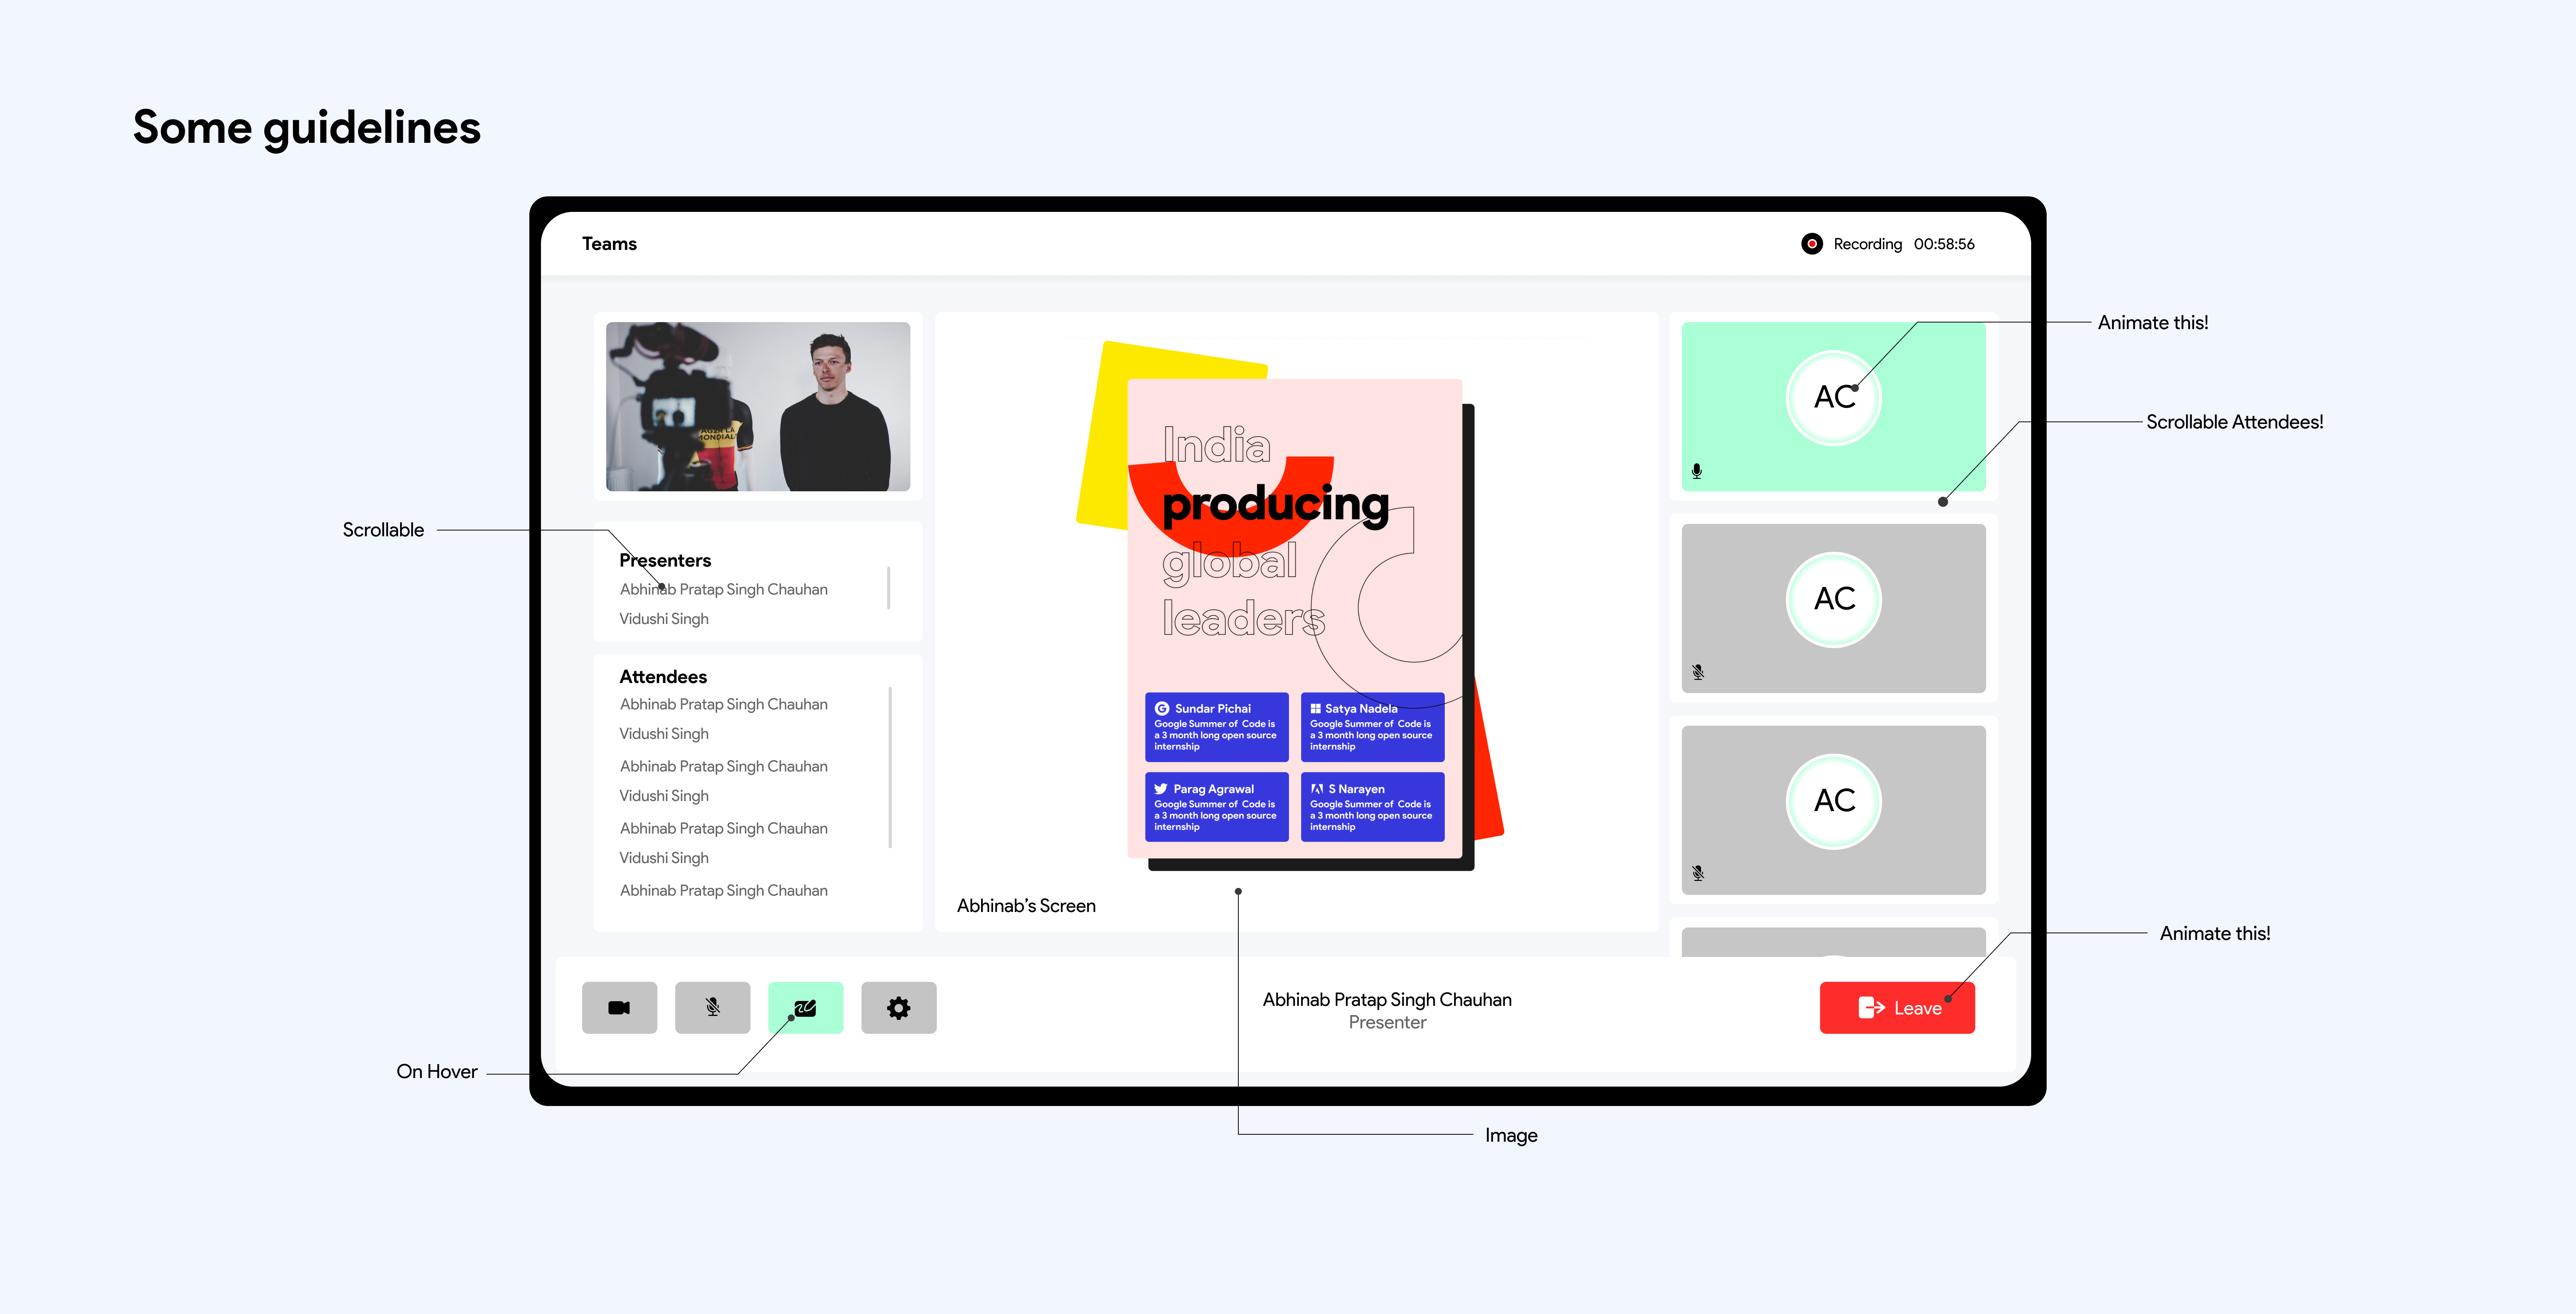 Some guidelines
Teams
Recording 00:58:56
Animate this!
Scrollable Attendees!
Scrollable
AG2R LA
MONDIALE
Presenters
Abhinab Pratap Singh Chauhan
Vidushi Singh
Attendees
Abhinab Pratap Singh Chauhan
Vidushi Singh
Abhinab Pratap Singh Chauhan
Vidushi Singh
Abhinab Pratap Singh Chauhan
Vidushi Singh
Abhinab Pratap Singh Chauhan
India
producing
global
leaders
Sundar Pichai
Google Summer of Code is
a 3 month long open source
internship
Satya Nadela
Google Summer of Code is
a 3 month long open source
internship
Parag Agrawal
Google Summer of Code is
a 3 month long open source
internship
S Narayen
Google Summer of Code is
a 3 month long open source
internship
Abhinab’s Screen
AC
AC
AC
Animate this!
Abhinab Pratap Singh Chauhan
Presenter
Leave
On Hover
Image